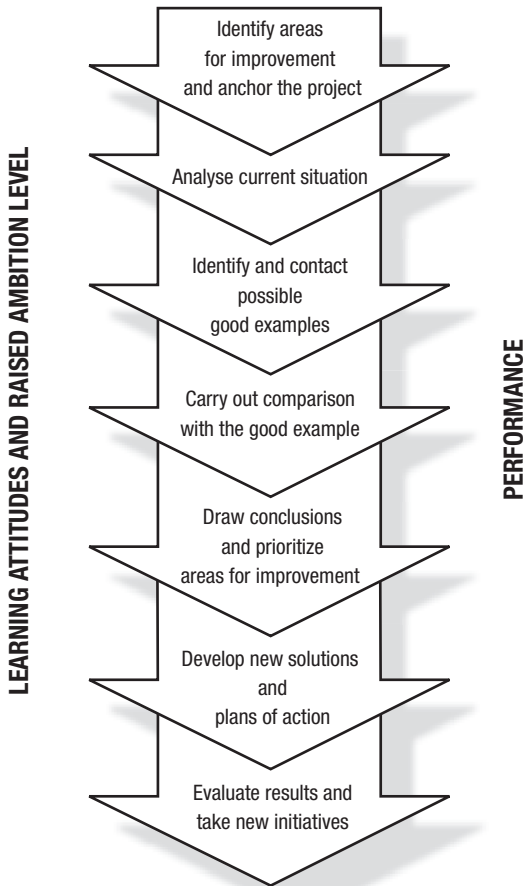 Identify areas
for improvement
and anchor the project
Analyse current situation
Identify and contact
possible
good examples
Carry out comparison
with the good example
Draw conclusions
and prioritize
areas for improvement
Develop new solutions
and
plans of action
Evaluate results and
take new initiatives
LEARNING ATTITUDES AND RAISED AMBITION LEVEL
PERFORMANCE